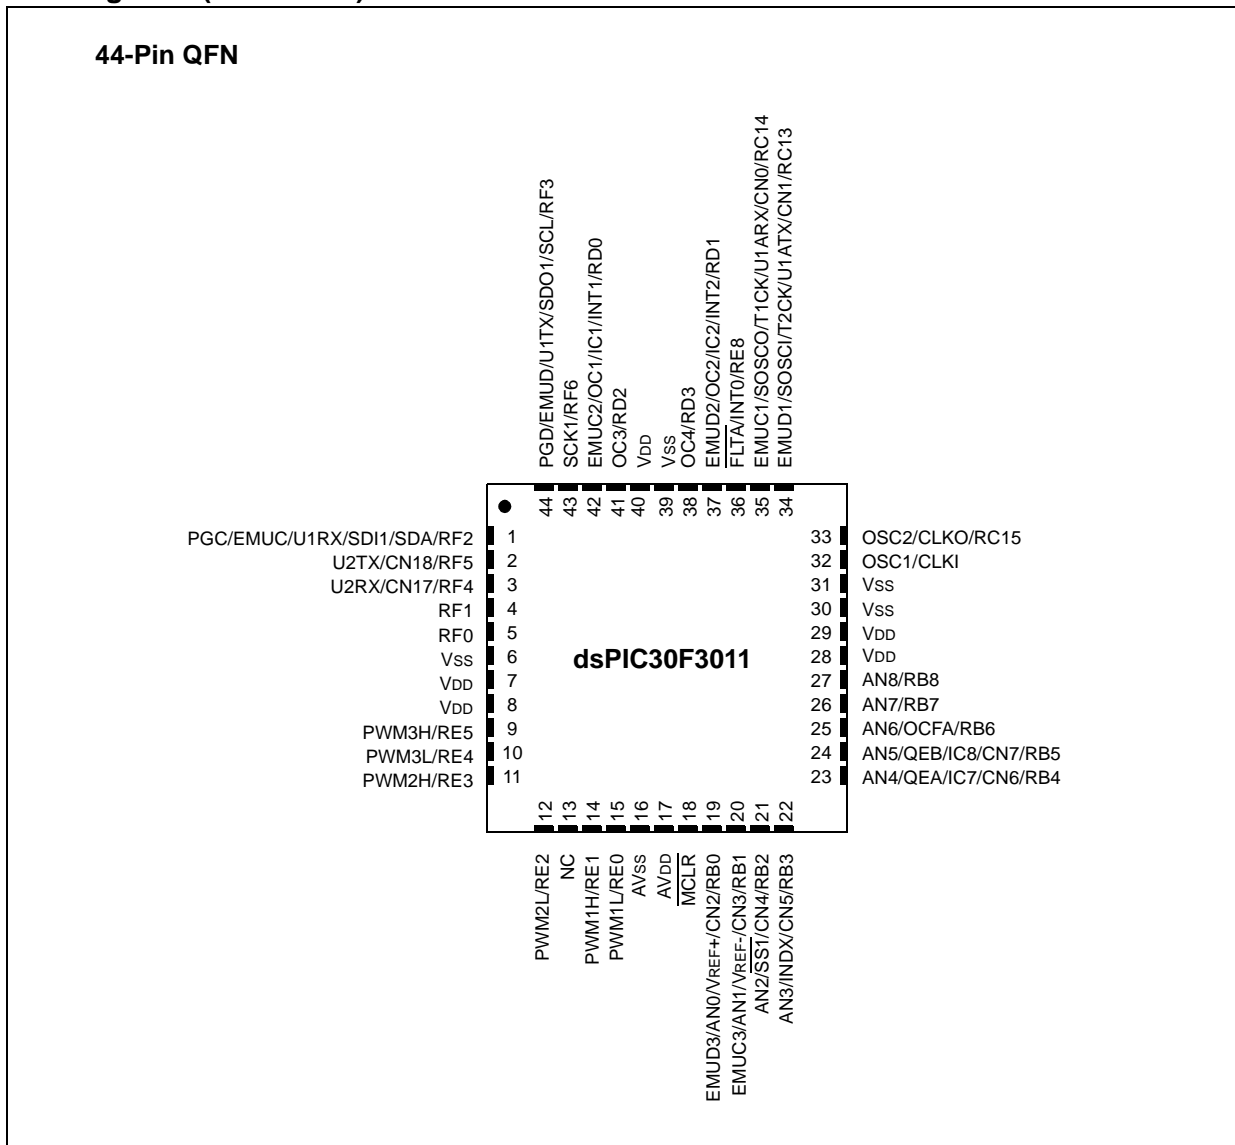 44-Pin QFN
PGD/EMUD/U1TX/SDO1/SCL/RF3
SCK1/RF6
EMUC2/OC1/IC1/INT1/RD0
OC3/RD2
VDD
VSS
OC4/RD3
EMUD2/OC2/IC2/INT2/RD1
FLTA/INT0/RE8
EMUC1/SOSCO/T1CK/U1ARX/CN0/RC14
EMUD1/SOSCI/T2CK/U1ATX/CN1/RC13
44 43 42 41 40 39 38 37 36 35 34
PGC/EMUC/U1RX/SDI1/SDA/RF2 1
U2TX/CN18/RF5 2
U2RX/CN17/RF4 3
RF1 4
RF0 5
VSS 6
VDD 7
VDD 8
PWM3H/RE5 9
PWM3L/RE4 10
PWM2H/RE3 11
dsPIC30F3011
33 OSC2/CLKO/RC15
32 OSC1/CLKI
31 VSS
30 VSS
29 VDD
28 VDD
27 AN8/RB8
26 AN7/RB7
25 AN6/OCFA/RB6
24 AN5/QEB/IC8/CN7/RB5
23 AN4/QEA/IC7/CN6/RB4
12 13 14 15 16 17 18 19 20 21 22
PWM2L/RE2
NC
PWM1H/RE1
PWM1L/RE0
AVSS
AVDD
MCLR
EMUD3/AN0/VREF+/CN2/RB0
EMUC3/AN1/VREF-/CN3/RB1
AN2/SS1/CN4/RB2
AN3/INDX/CN5/RB3